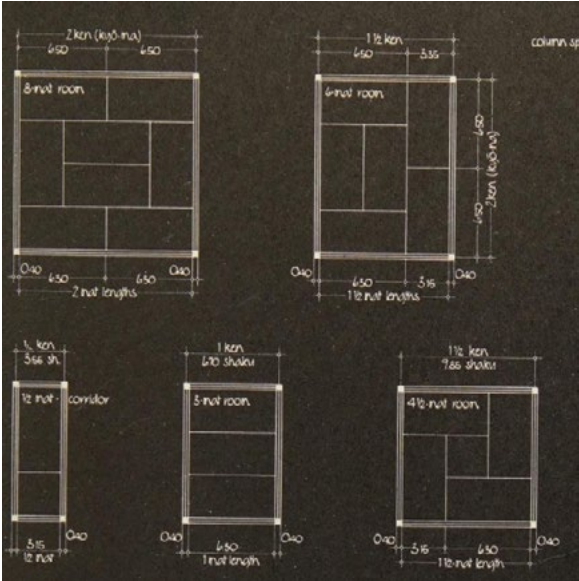 2 ken (kyō-ma)
6.50 6.50
8-mat room
0.40 6.30 6.30 0.40
2 mat lengths
1½ ken
6.50 3.35
column sp
6-mat room
6.50
2 ken (kyō-ma)
6.50
0.40 6.30 3.15 0.40
1½ mat lengths
½ ken
3.55 sh.
½ mat - corridor
0.40
3.15
½ mat
1 ken
6.70 shaku
3-mat room
0.40 6.30 0.40
1 mat length
1½ ken
9.85 shaku
4½-mat room
0.40 3.15 6.30 0.40
1½-mat length